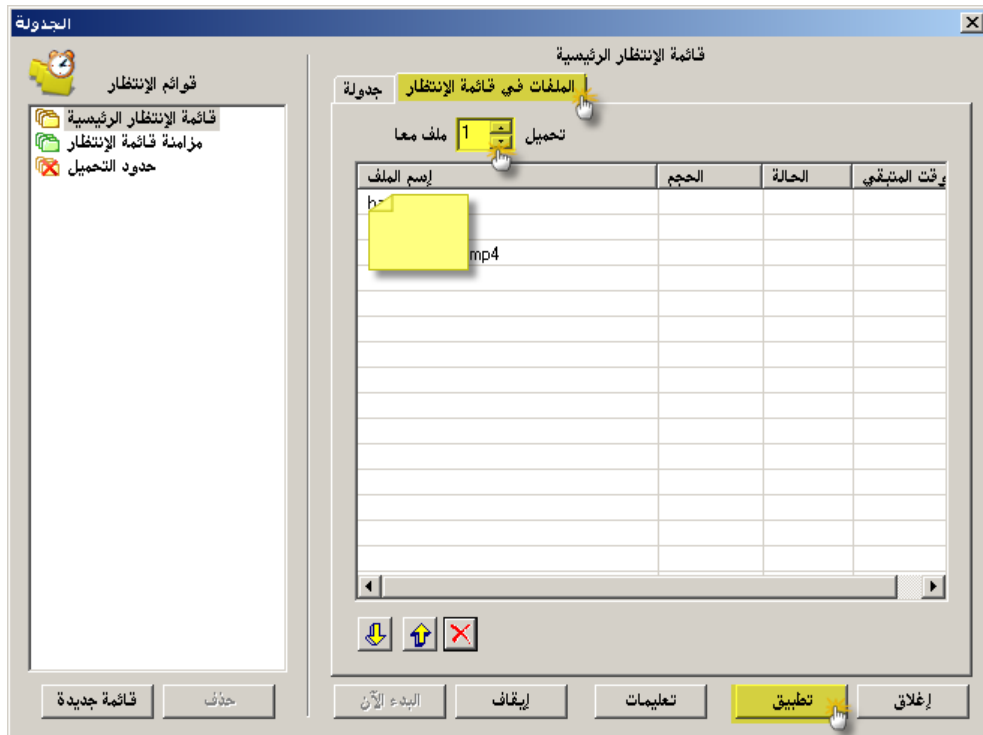 الجدولة
قوائم الإنتظار
قائمة الإنتظار الرئيسية
مزامنة قائمة الإنتظار
حدود التحميل
قائمة جديدة
حذف
قائمة الإنتظار الرئيسية
الملفات في قائمة الإنتظار
جدولة
تحميل 1 ملف معا
إسم الملف
الحجم
الحالة
وقت المتبقي
mp4
البدء الآن
إيقاف
تعليمات
تطبيق
إغلاق